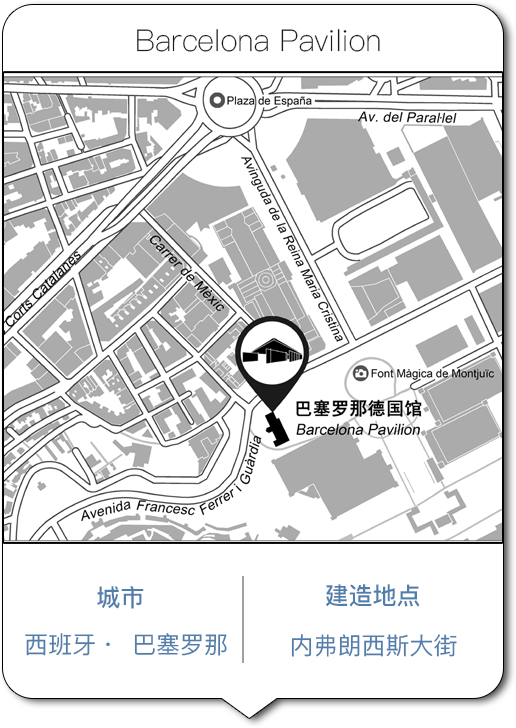 Barcelona Pavilion
Plaza de España
Av. del Paral·lel
Avinguda de la Reina Maria Cristina
Carrer de Mèxic
Corts Catalanes
Font Màgica de Montjuïc
巴塞罗那德国馆
Barcelona Pavilion
Avenida Francesc Ferrer i Guàrdia
城市
建造地点
西班牙· 巴塞罗那
内弗朗西斯大街